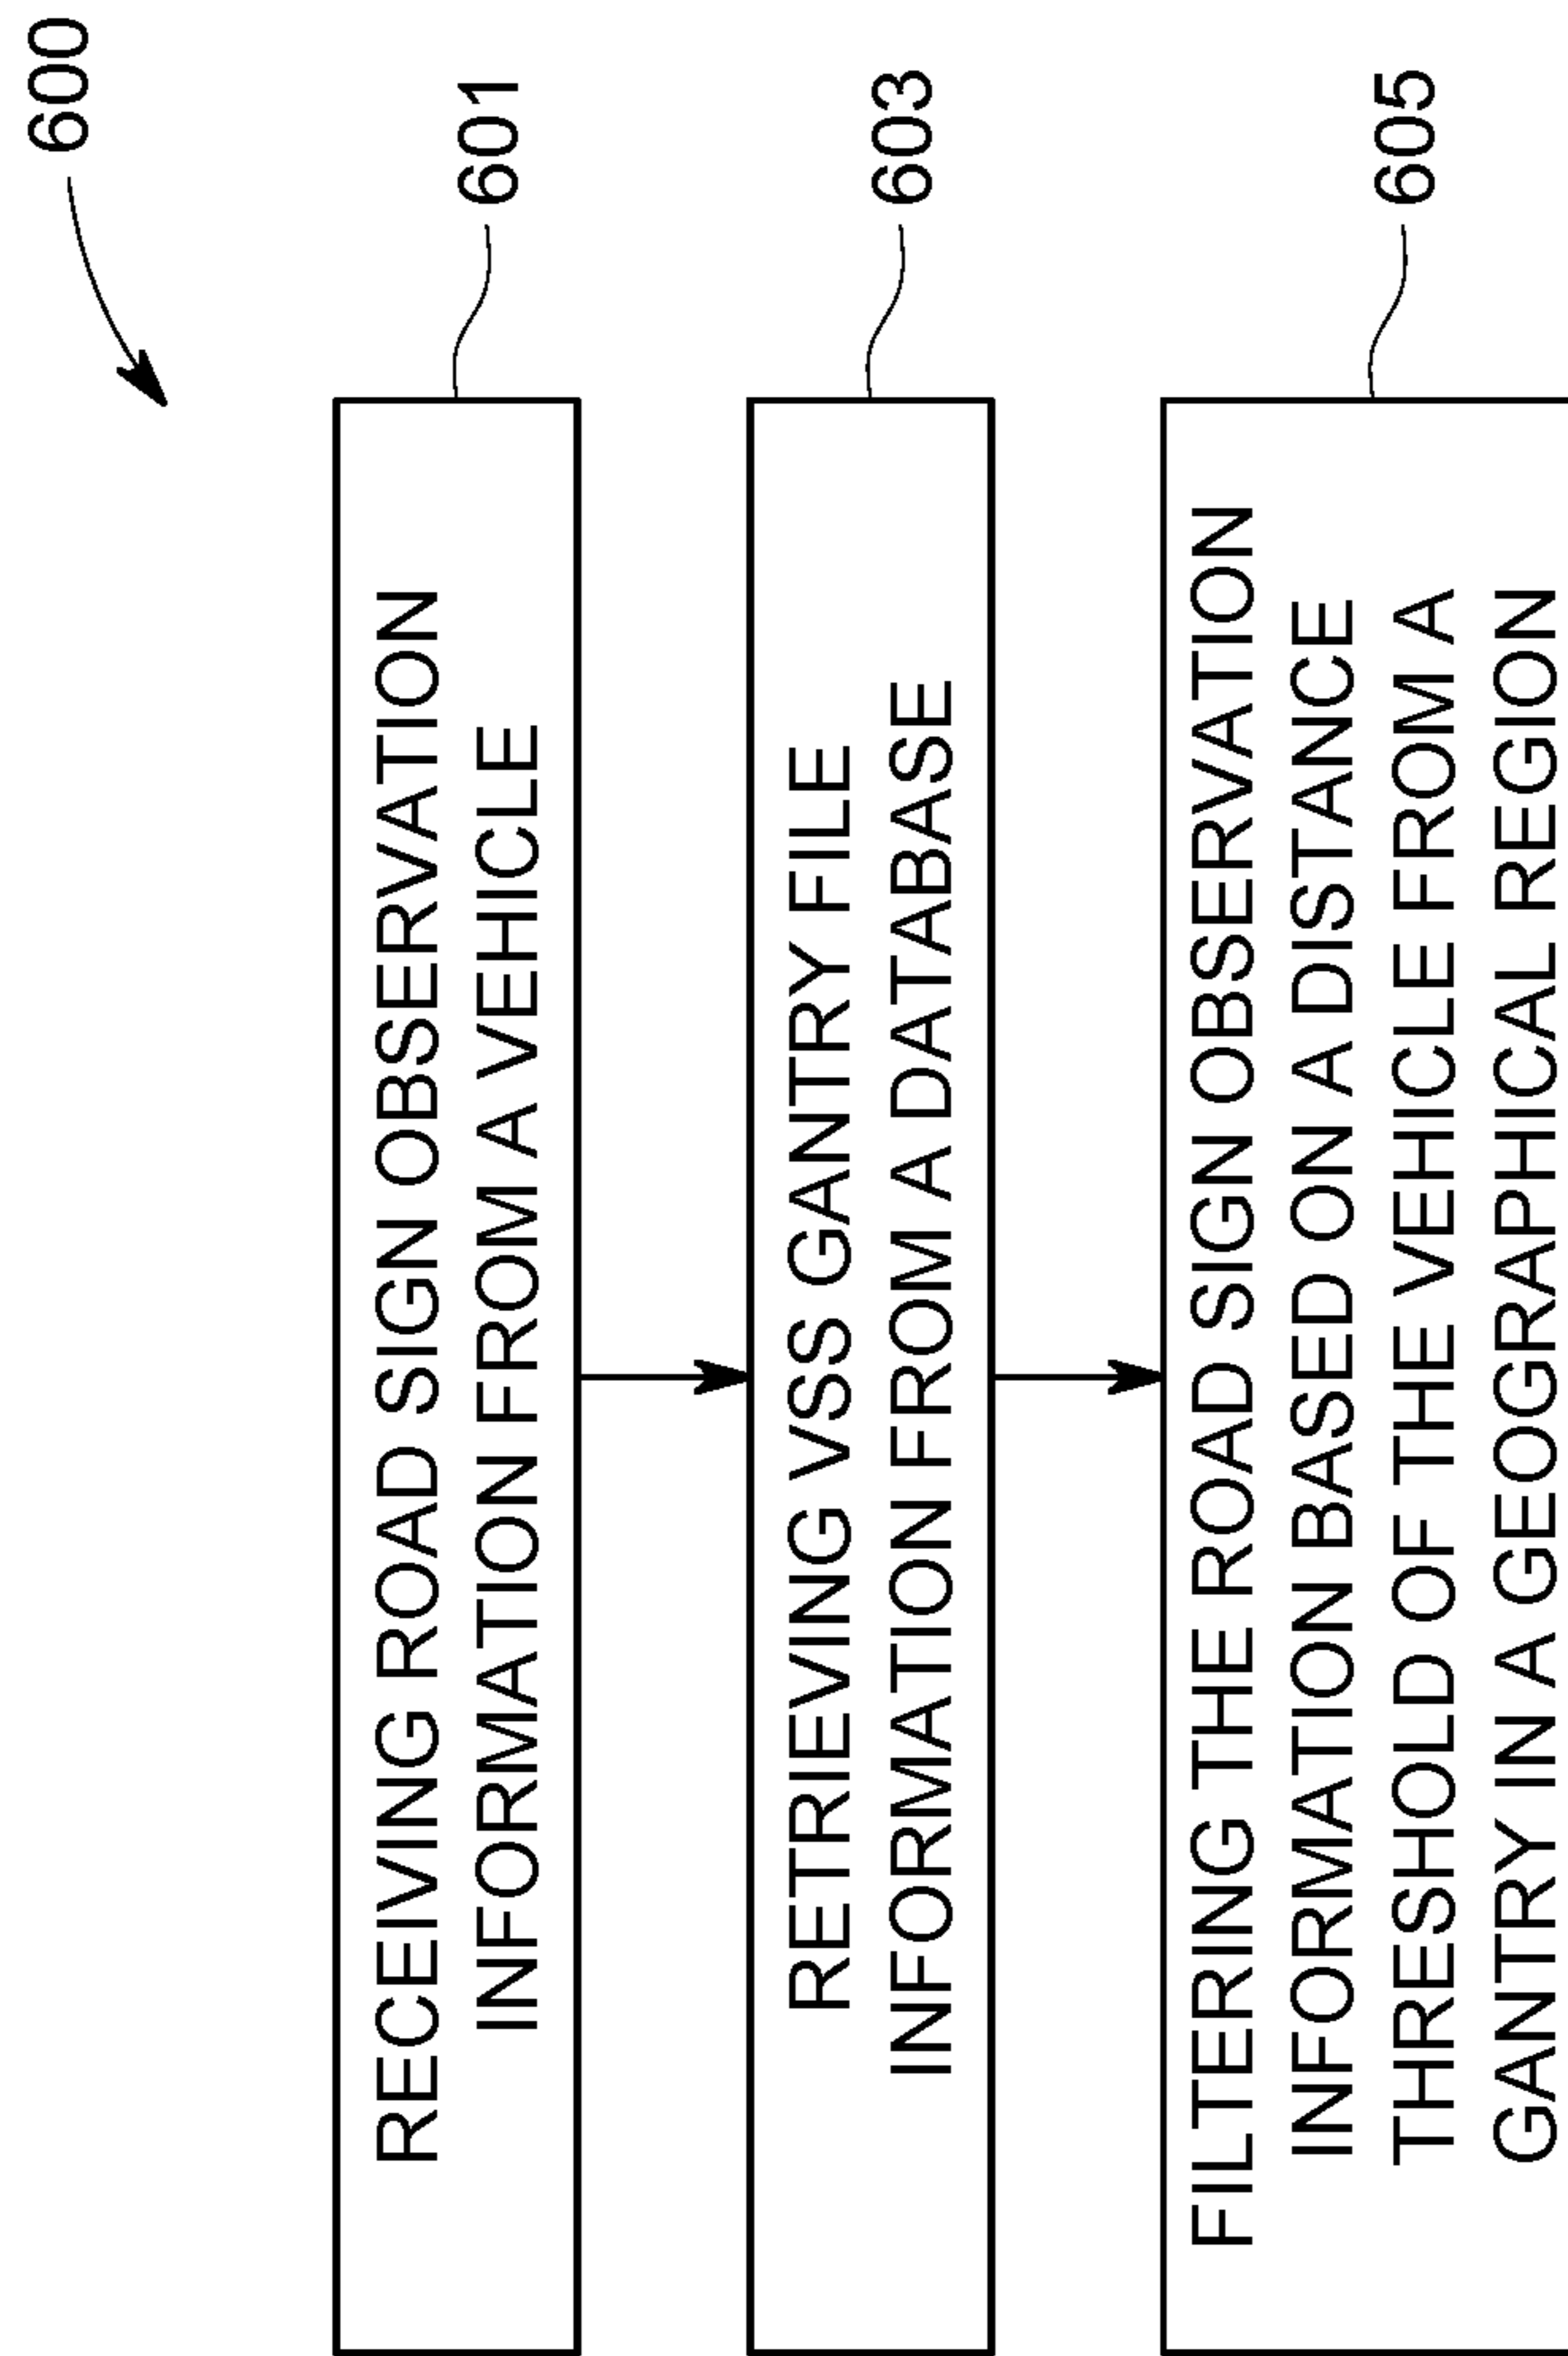 600
601
RECEIVING ROAD SIGN OBSERVATION
INFORMATION FROM A VEHICLE
603
RETRIEVING VSS GANTRY FILE
INFORMATION FROM A DATABASE
605
FILTERING THE ROAD SIGN OBSERVATION
INFORMATION BASED ON A DISTANCE
THRESHOLD OF THE VEHICLE FROM A
GANTRY IN A GEOGRAPHICAL REGION